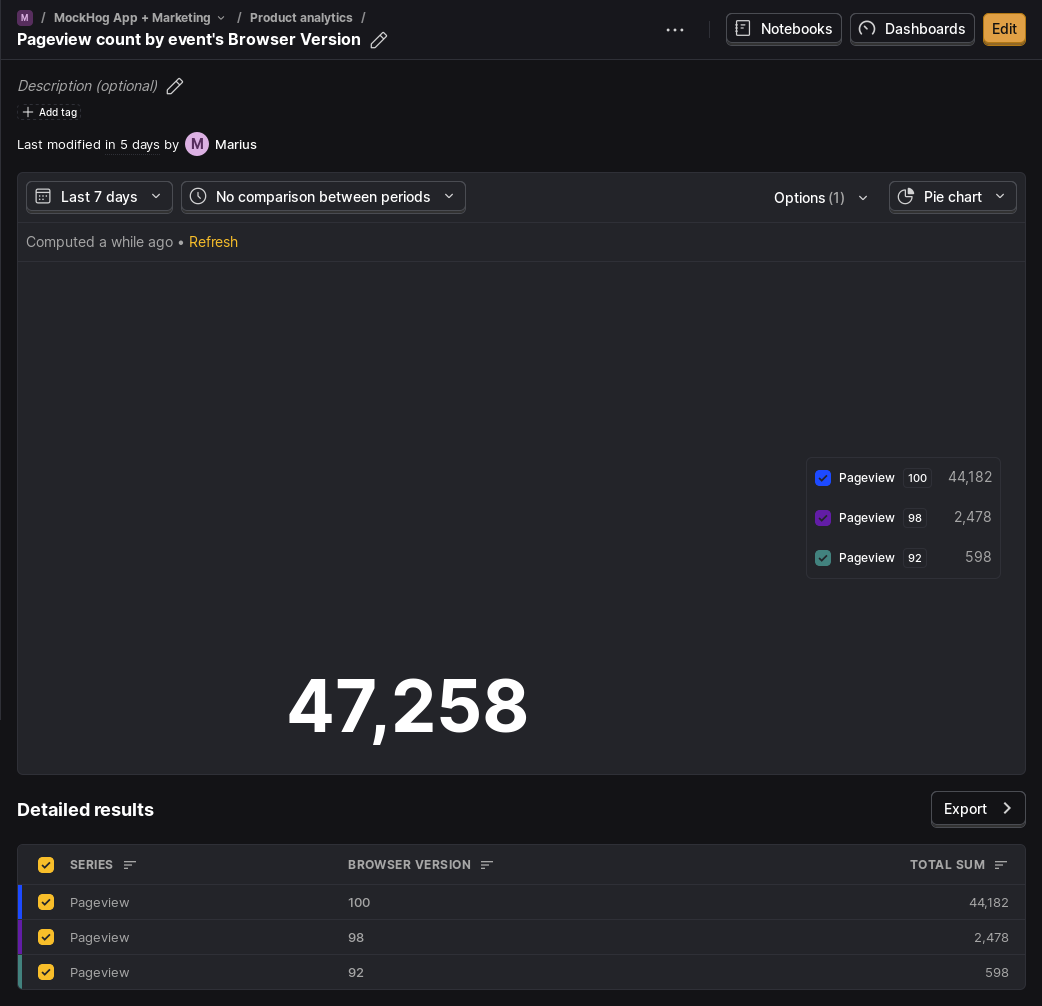 M / MockHog App + Marketing / Product analytics /
Pageview count by event's Browser Version
Notebooks
Dashboards
Edit
Description (optional)
Add tag
Last modified in 5 days by M Marius
Last 7 days
No comparison between periods
Options (1)
Pie chart
Computed a while ago • Refresh
Pageview 100 44,182
Pageview 98 2,478
Pageview 92 598
47,258
Detailed results
Export
SERIES BROWSER VERSION TOTAL SUM
Pageview 100 44,182
Pageview 98 2,478
Pageview 92 598